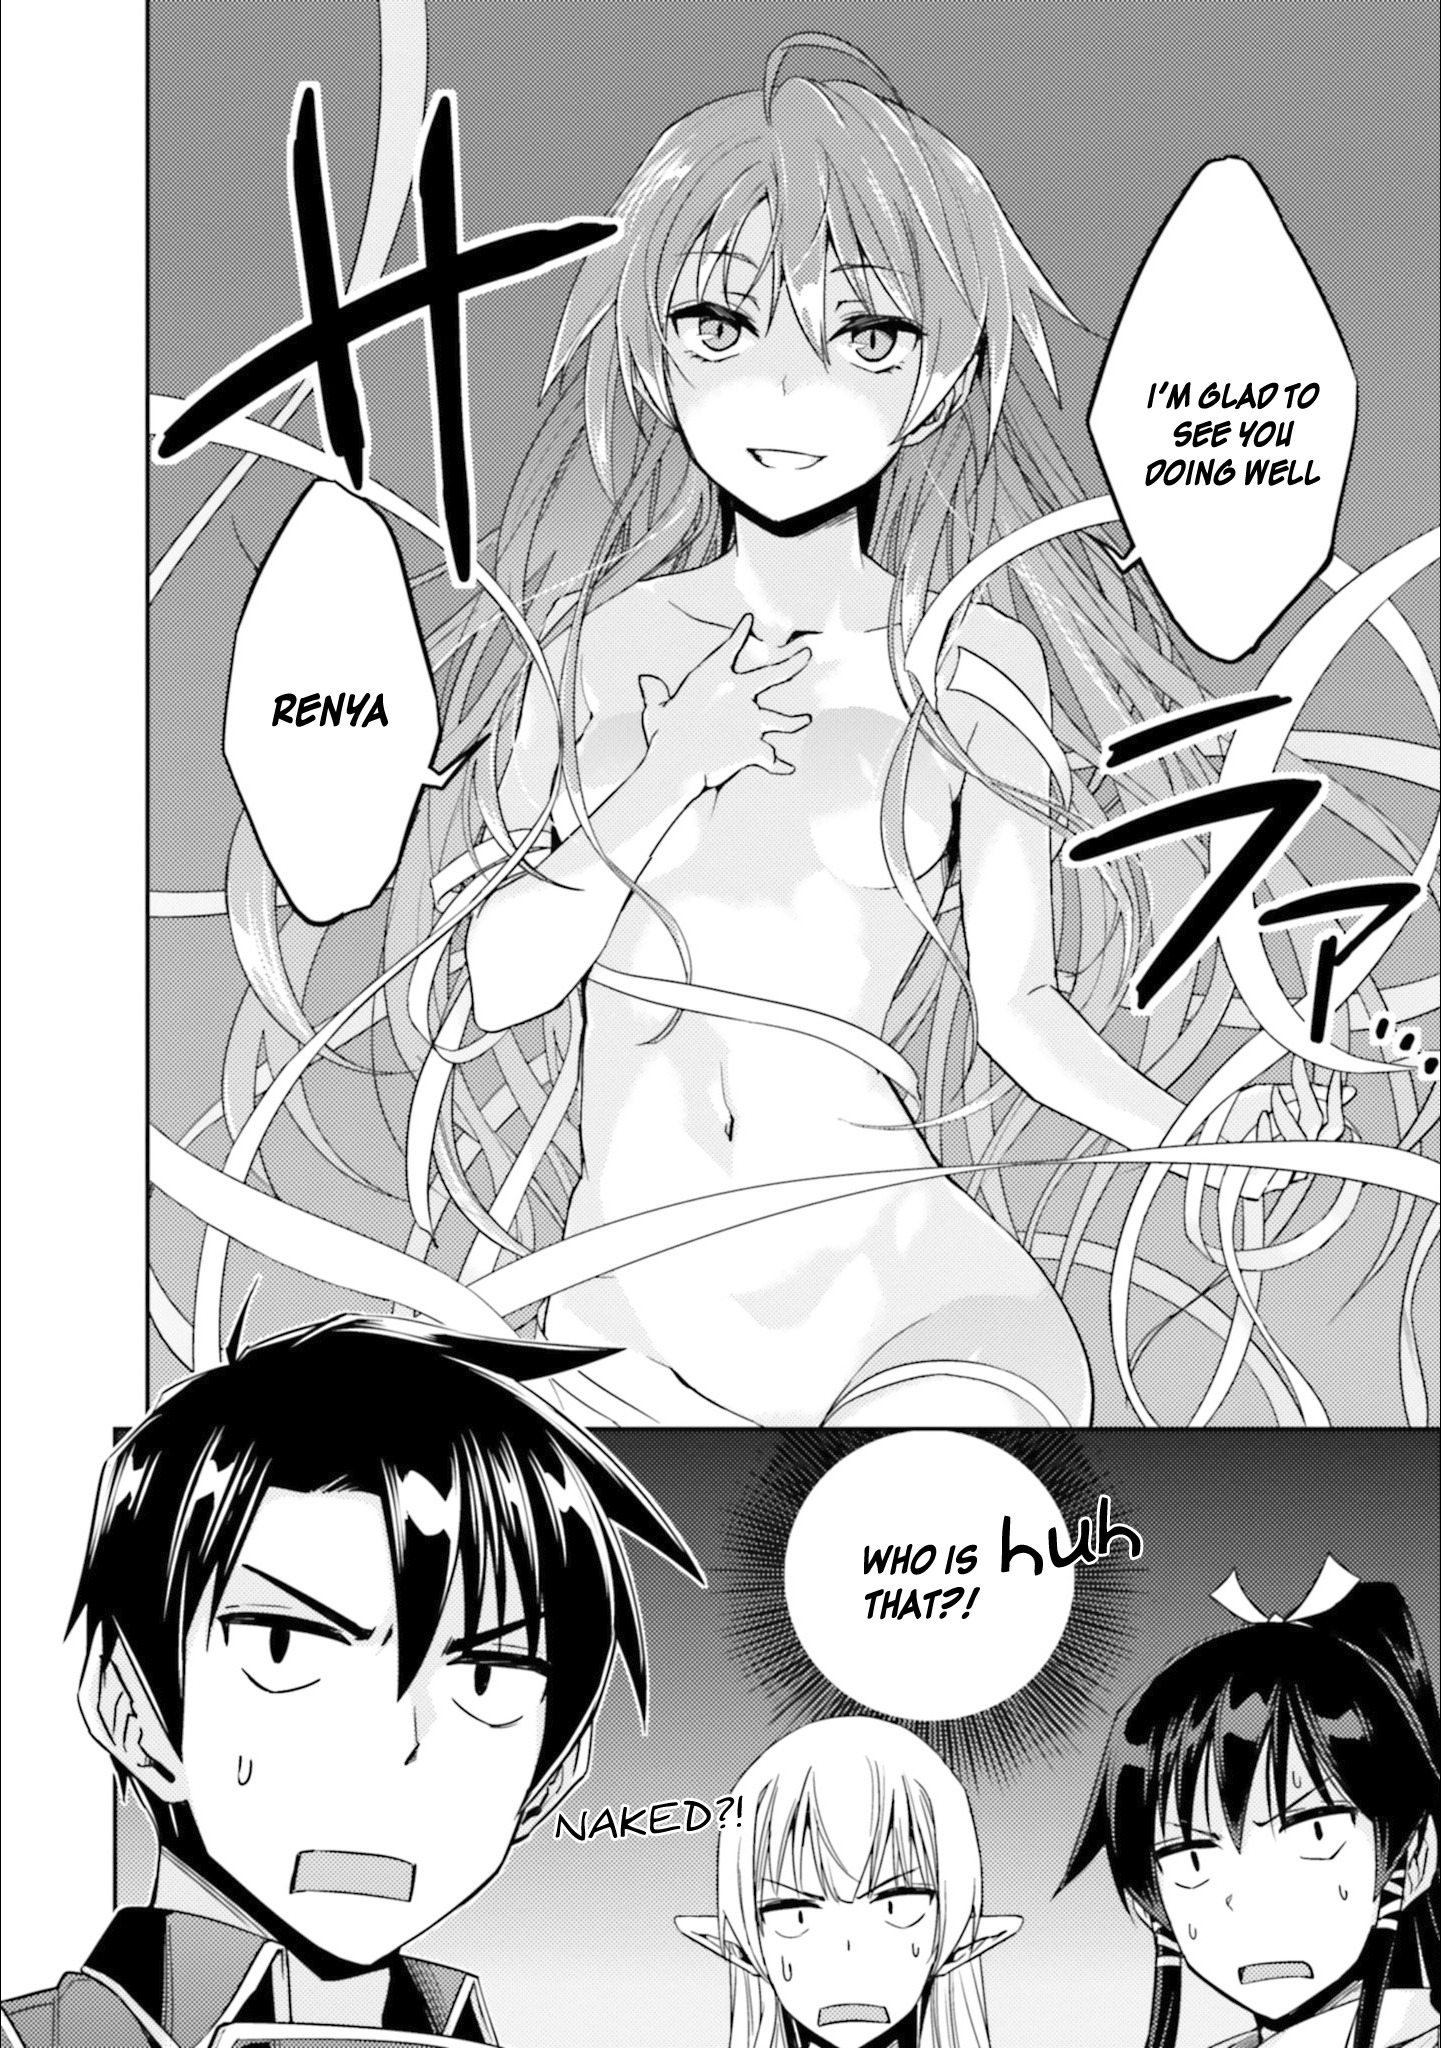 I'M GLAD TO
SEE YOU
DOING WELL
RENYA
サ
ラァ...
huh
WHO IS
THAT?!
NAKED?!